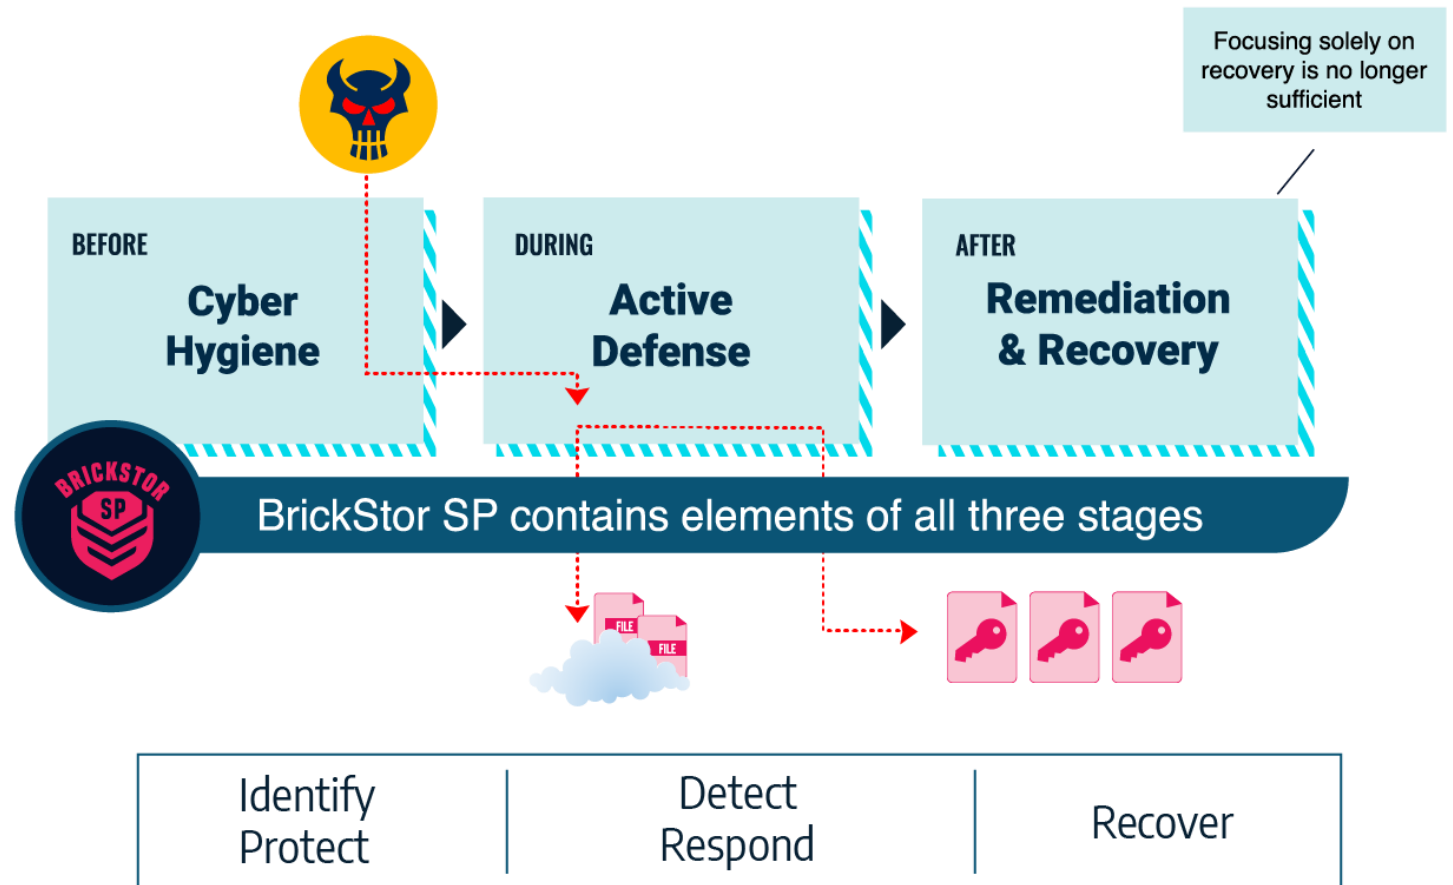 Focusing solely on
recovery is no longer
sufficient
BEFORE
Cyber
Hygiene
DURING
Active
Defense
AFTER
Remediation
& Recovery
BRICKSTOR
SP
BrickStor SP contains elements of all three stages
FILE
FILE
Identify
Protect
Detect
Respond
Recover